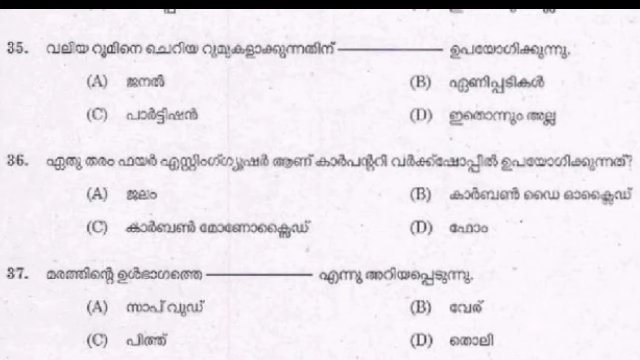 35. വലിയ റൂമിനെ ചെറിയ റൂമുകളാക്കുന്നതിന് ———— ഉപയോഗിക്കുന്നു.
(A) ജനൽ (B) ഏണിപ്പടികൾ
(C) പാർട്ടിഷൻ (D) ഇതൊന്നും അല്ല
36. ഏതു തരം ഫയർ എസ്റ്റിംഗ്ഗ്യൂഷർ ആണ് കാർപന്ററി വർക്ക്ഷോപ്പിൽ ഉപയോഗിക്കുന്നത്?
(A) ജലം (B) കാർബൺ ഡൈ ഓക്സൈഡ്
(C) കാർബൺ മോണോക്സൈഡ് (D) ഫോം
37. മരത്തിന്റെ ഉൾഭാഗത്തെ ———— എന്നു അറിയപ്പെടുന്നു.
(A) സാപ് വുഡ് (B) വേര്
(C) പിത്ത് (D) തൊലി